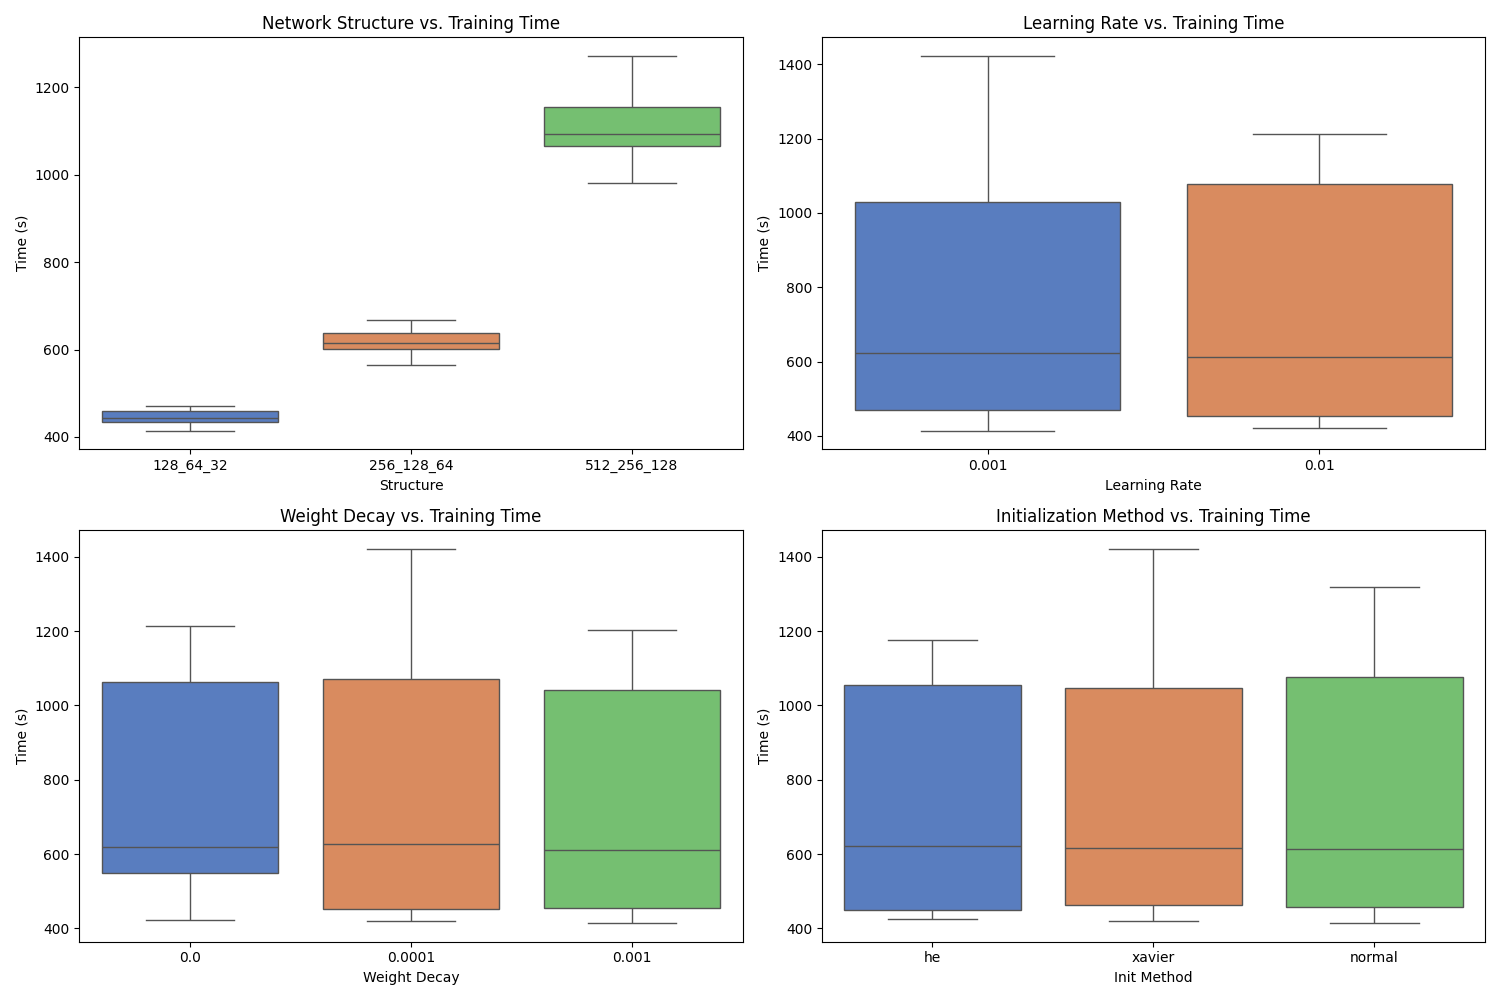 Network Structure vs. Training Time
Time (s)
1200
1000
800
600
400
128_64_32
256_128_64
512_256_128
Structure
Learning Rate vs. Training Time
Time (s)
1400
1200
1000
800
600
400
0.001
0.01
Learning Rate
Weight Decay vs. Training Time
Time (s)
1400
1200
1000
800
600
400
0.0
0.0001
0.001
Weight Decay
Initialization Method vs. Training Time
Time (s)
1400
1200
1000
800
600
400
he
xavier
normal
Init Method